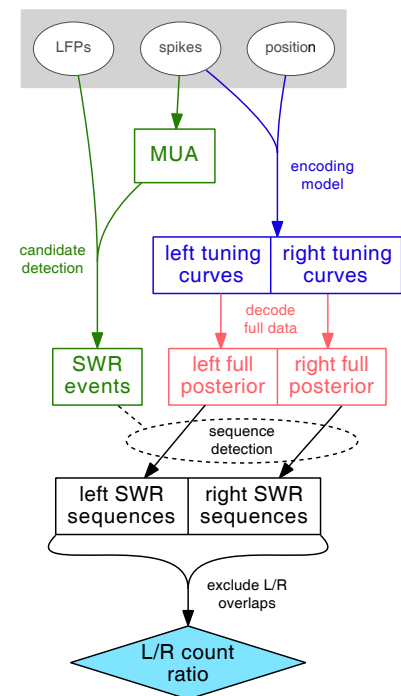 LFPs
spikes
position
MUA
encoding
model
candidate
detection
left tuning
curves
right tuning
curves
decode
full data
SWR
events
left full
posterior
right full
posterior
sequence
detection
left SWR
sequences
right SWR
sequences
exclude L/R
overlaps
L/R count
ratio